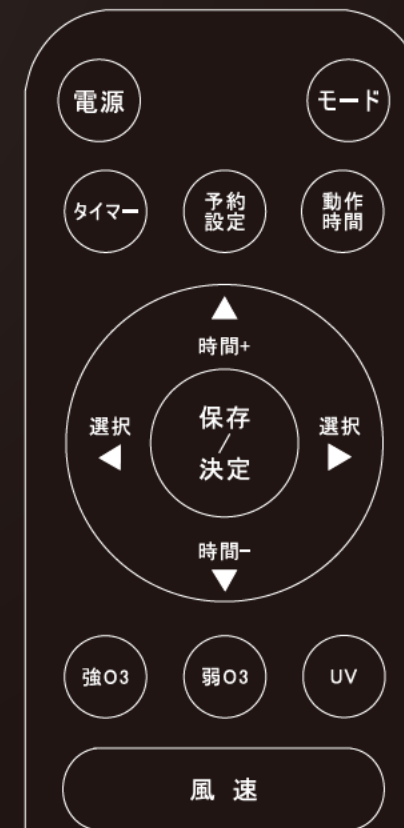 電源
モード
タイマー
予約
設定
動作
時間
▲
時間+
選択
◀
保存
/
決定
選択
▶
時間-
▼
強O3
弱O3
UV
風速